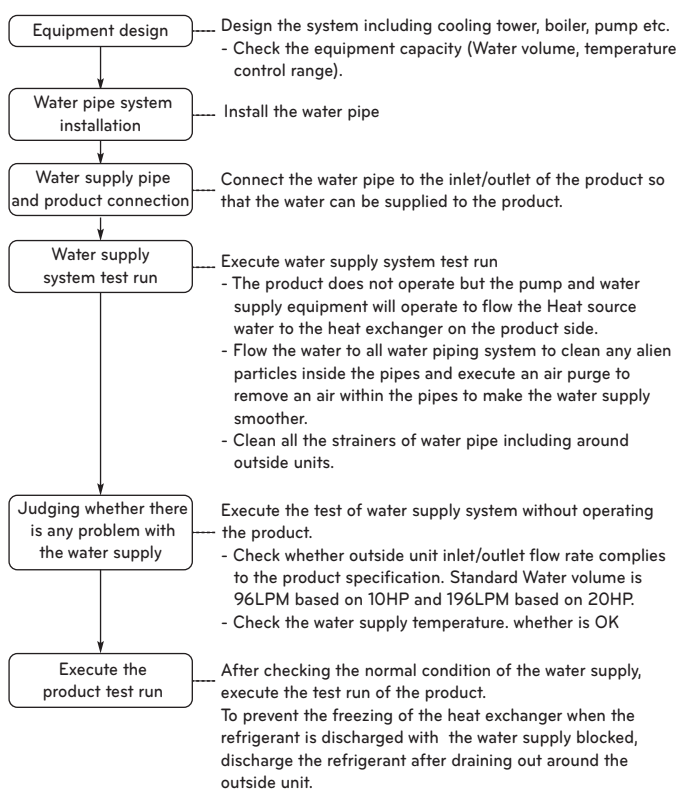 Equipment design
Design the system including cooling tower, boiler, pump etc.
- Check the equipment capacity (Water volume, temperature
control range).
Water pipe system
installation
Install the water pipe
Water supply pipe
and product connection
Connect the water pipe to the inlet/outlet of the product so
that the water can be supplied to the product.
Water supply
system test run
Execute water supply system test run
- The product does not operate but the pump and water
supply equipment will operate to flow the Heat source
water to the heat exchanger on the product side.
- Flow the water to all water piping system to clean any alien
particles inside the pipes and execute an air purge to
remove an air within the pipes to make the water supply
smoother.
- Clean all the strainers of water pipe including around
outside units.
Judging whether there
is any problem with
the water supply
Execute the test of water supply system without operating
the product.
- Check whether outside unit inlet/outlet flow rate complies
to the product specification. Standard Water volume is
96LPM based on 10HP and 196LPM based on 20HP.
- Check the water supply temperature. whether is OK
Execute the
product test run
After checking the normal condition of the water supply,
execute the test run of the product.
To prevent the freezing of the heat exchanger when the
refrigerant is discharged with the water supply blocked,
discharge the refrigerant after draining out around the
outside unit.